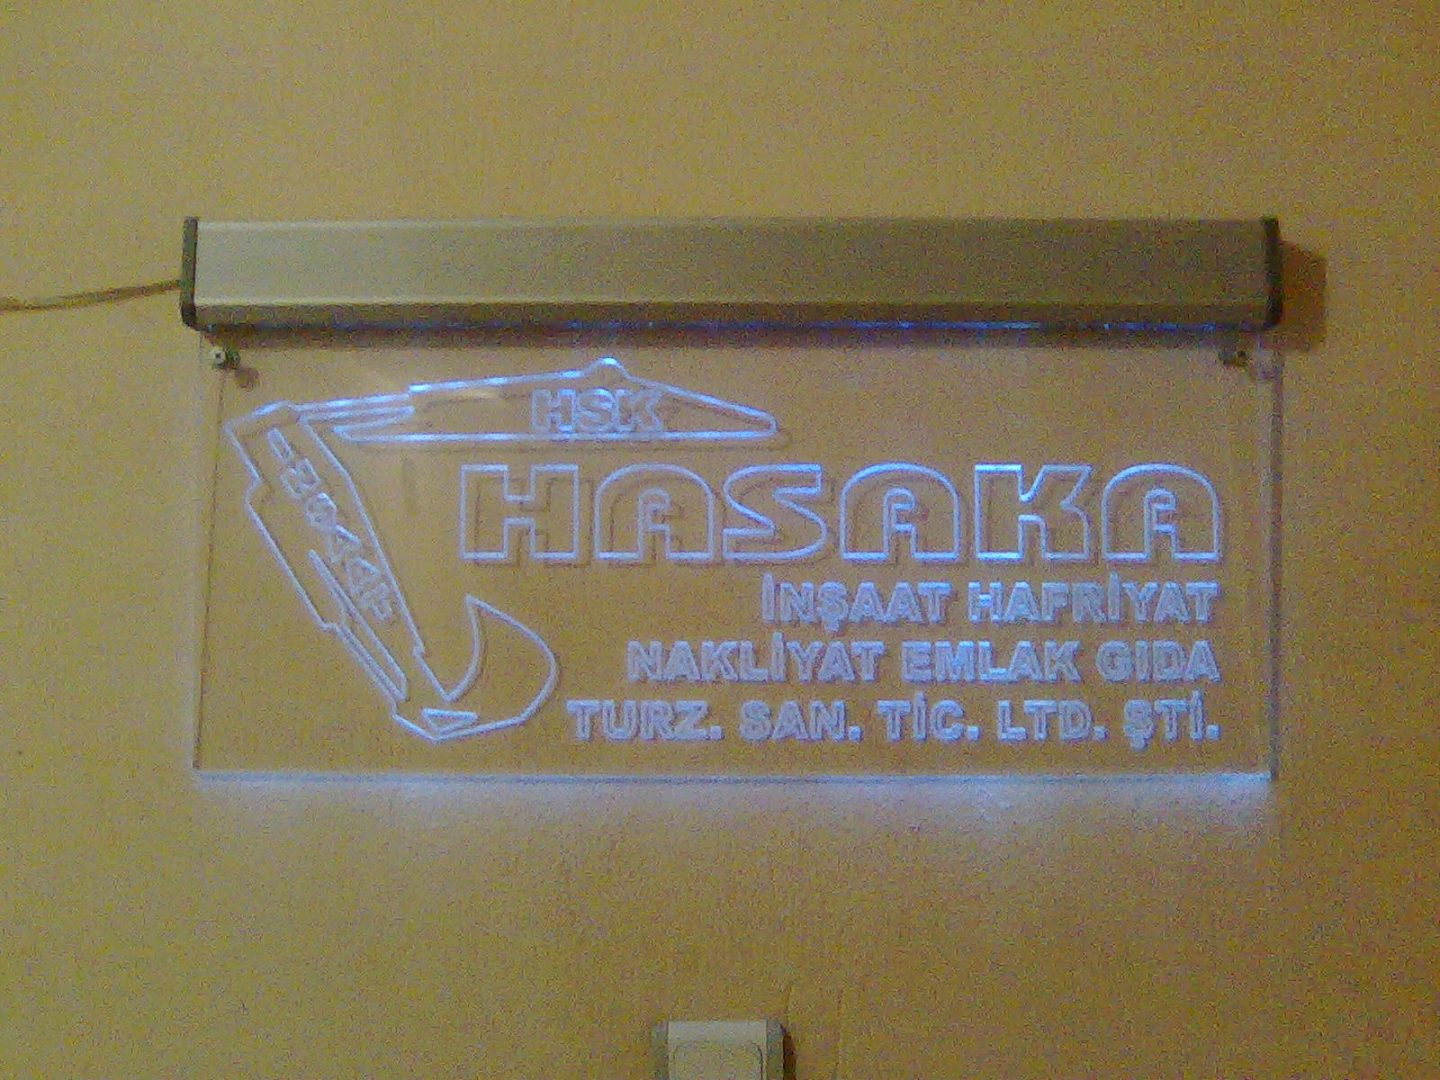 HSK
HASAKA
İNŞAAT HAFRİYAT
NAKLİYAT EMLAK GIDA
TURZ. SAN. TİC. LTD. ŞTİ.